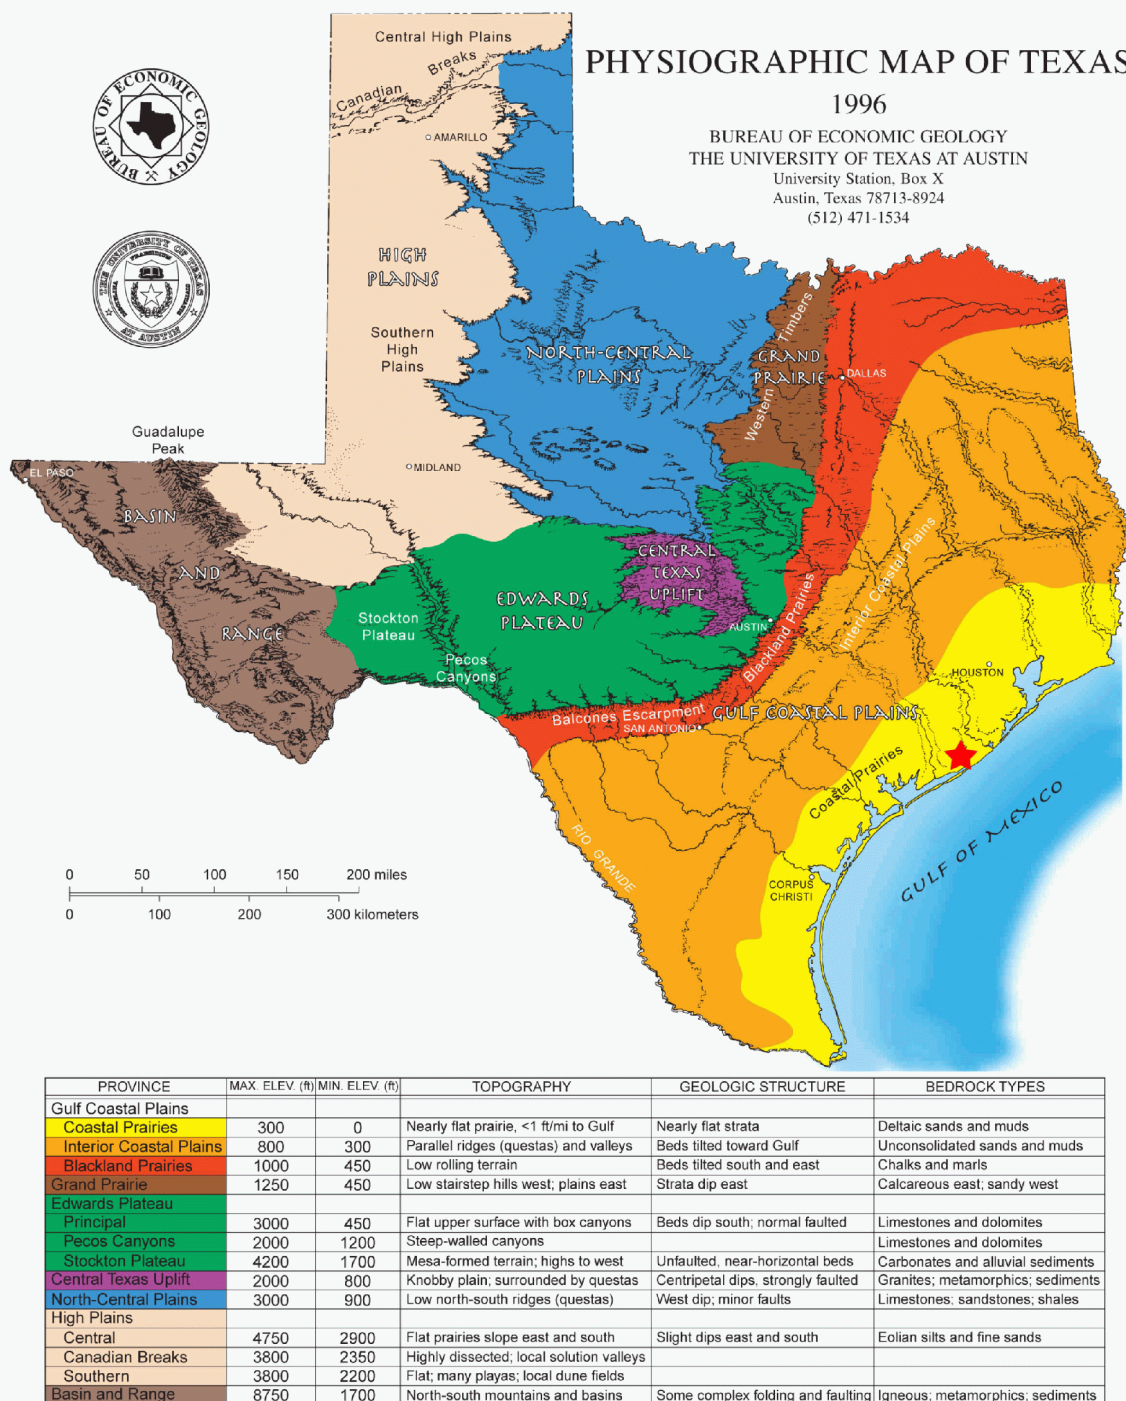 PHYSIOGRAPHIC MAP OF TEXAS
1996
BUREAU OF ECONOMIC GEOLOGY
THE UNIVERSITY OF TEXAS AT AUSTIN
University Station, Box X
Austin, Texas 78713-8924
(512) 471-1534
BUREAU OF ECONOMIC GEOLOGY
THE UNIVERSITY OF TEXAS
AT AUSTIN
Central High Plains
Canadian Breaks
AMARILLO
HIGH
PLAINS
Southern
High
Plains
NORTH-CENTRAL
PLAINS
Western Timbers
GRAND
PRAIRIE
DALLAS
Guadalupe
Peak
EL PASO
MIDLAND
BASIN
AND
RANGE
CENTRAL
TEXAS
UPLIFT
EDWARDS
PLATEAU
Stockton
Plateau
Pecos
Canyons
AUSTIN
Blackland Prairies
Interior Coastal Plains
Balcones Escarpment
SAN ANTONIO
GULF COASTAL PLAINS
HOUSTON
Coastal Prairies
RIO GRANDE
CORPUS
CHRISTI
GULF OF MEXICO
0 50 100 150 200 miles
0 100 200 300 kilometers
PROVINCE MAX. ELEV. (ft) MIN. ELEV. (ft) TOPOGRAPHY GEOLOGIC STRUCTURE BEDROCK TYPES
Gulf Coastal Plains
Coastal Prairies 300 0 Nearly flat prairie, <1 ft/mi to Gulf Nearly flat strata Deltaic sands and muds
Interior Coastal Plains 800 300 Parallel ridges (questas) and valleys Beds tilted toward Gulf Unconsolidated sands and muds
Blackland Prairies 1000 450 Low rolling terrain Beds tilted south and east Chalks and marls
Grand Prairie 1250 450 Low stairstep hills west; plains east Strata dip east Calcareous east; sandy west
Edwards Plateau
Principal 3000 450 Flat upper surface with box canyons Beds dip south; normal faulted Limestones and dolomites
Pecos Canyons 2000 1200 Steep-walled canyons Limestones and dolomites
Stockton Plateau 4200 1700 Mesa-formed terrain; highs to west Unfaulted, near-horizontal beds Carbonates and alluvial sediments
Central Texas Uplift 2000 800 Knobby plain; surrounded by questas Centripetal dips, strongly faulted Granites; metamorphics; sediments
North-Central Plains 3000 900 Low north-south ridges (questas) West dip; minor faults Limestones; sandstones; shales
High Plains
Central 4750 2900 Flat prairies slope east and south Slight dips east and south Eolian silts and fine sands
Canadian Breaks 3800 2350 Highly dissected; local solution valleys
Southern 3800 2200 Flat; many playas; local dune fields
Basin and Range 8750 1700 North-south mountains and basins Some complex folding and faulting Igneous; metamorphics; sediments